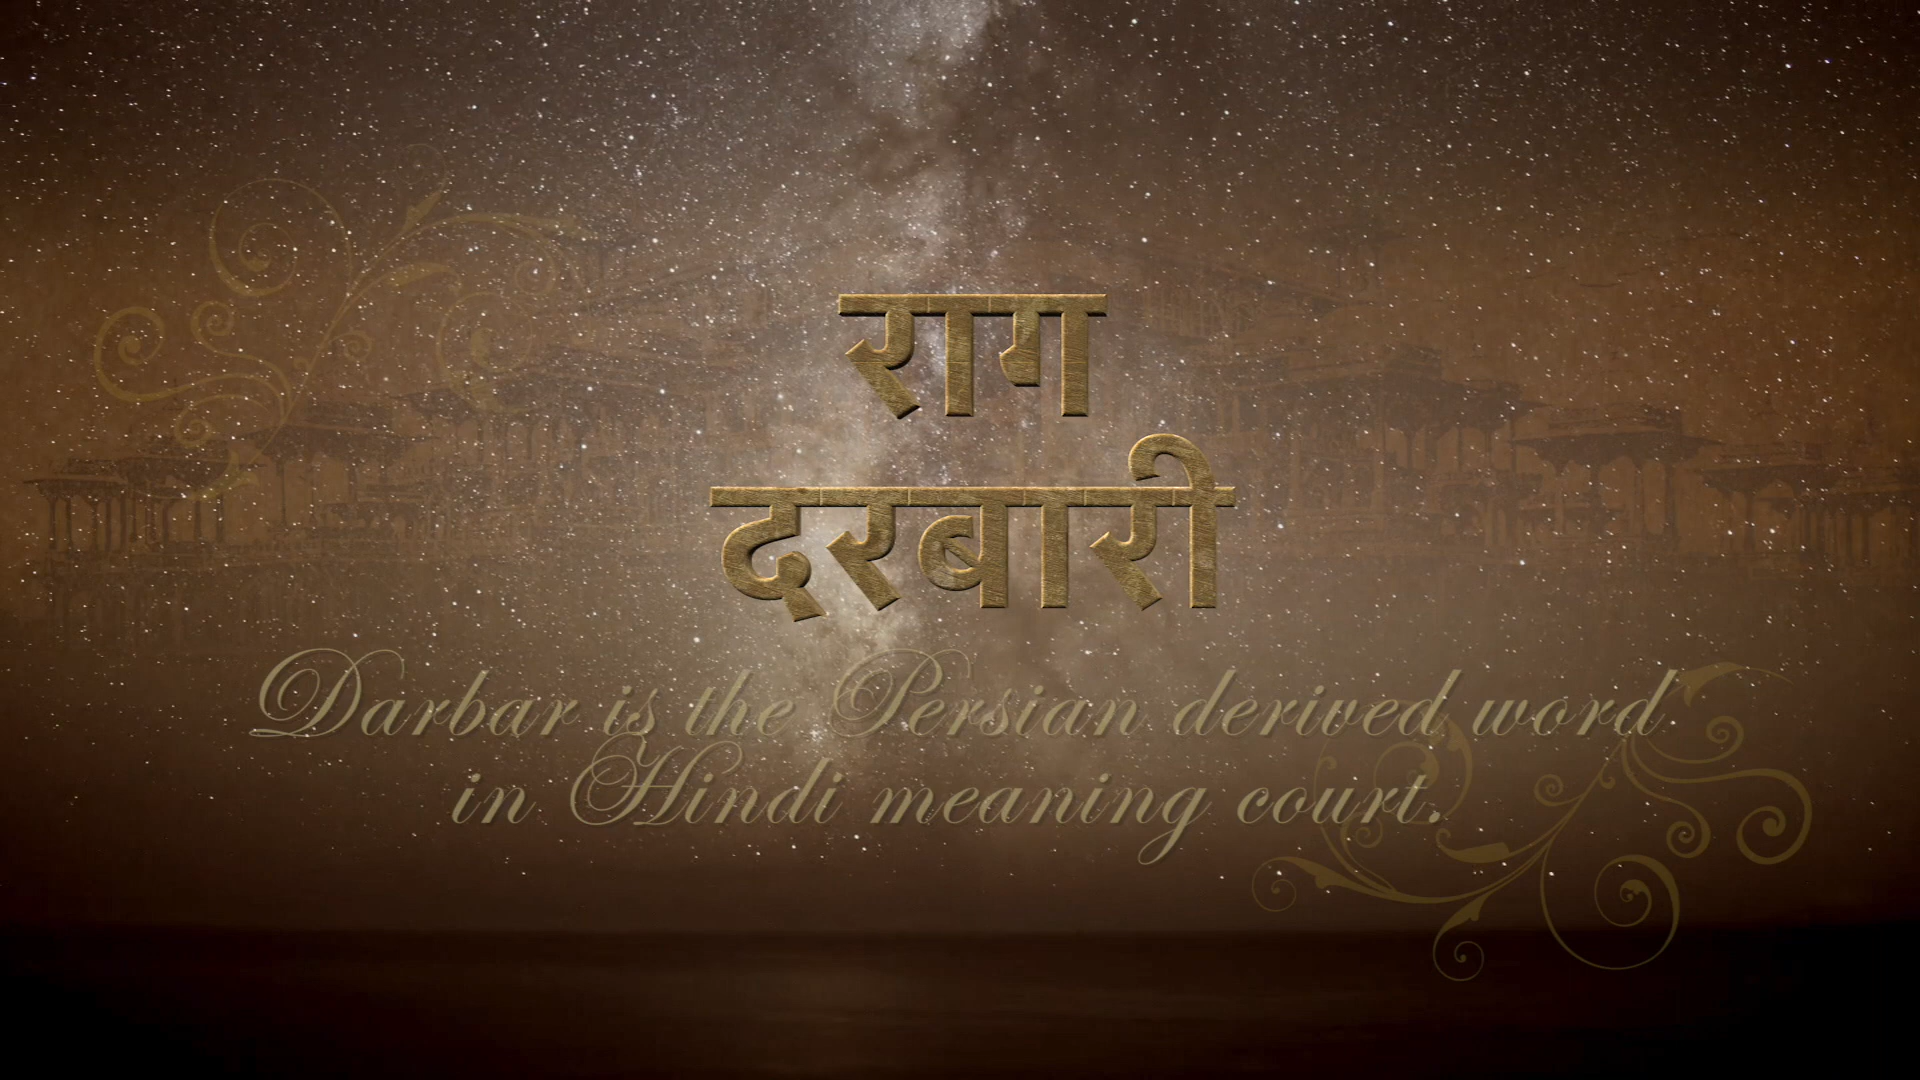 राग
दरबारी
Darbar is the Persian derived word
in Hindi meaning court.